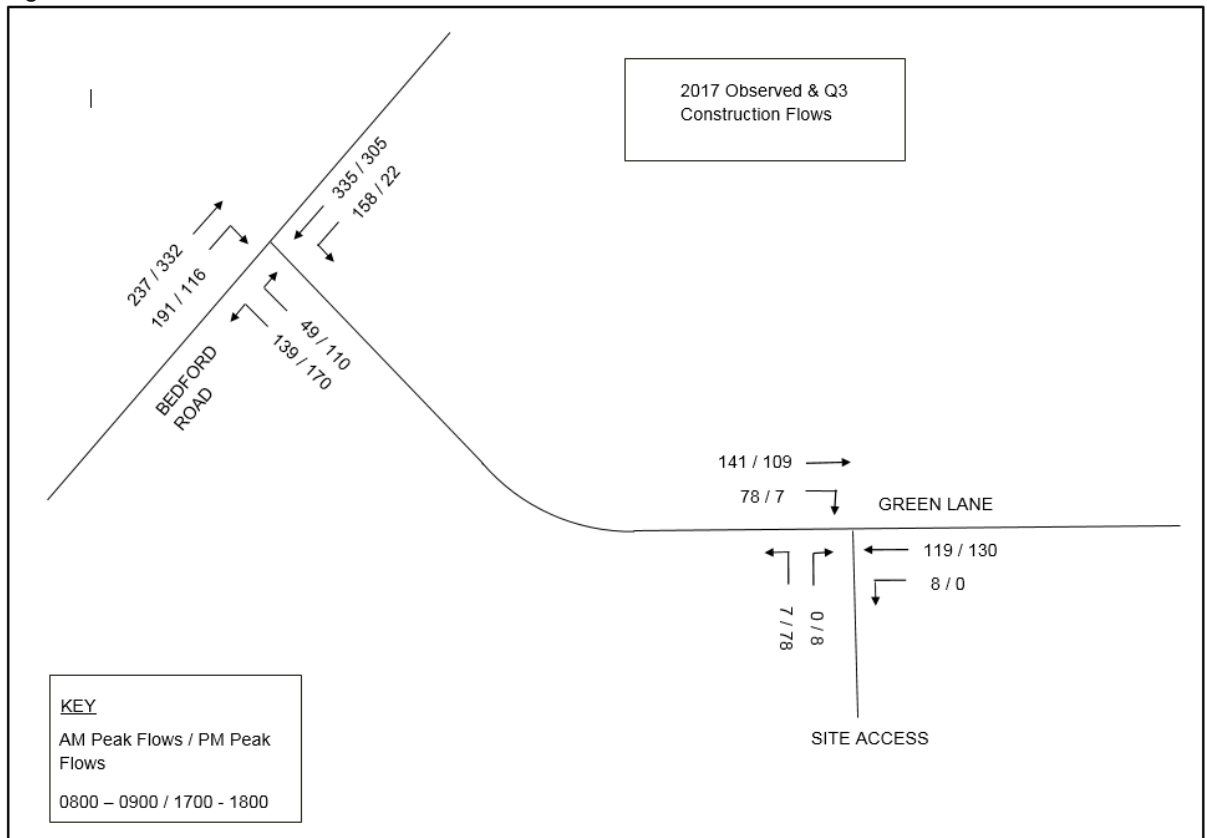 2017 Observed & Q3
Construction Flows
335 / 305
158 / 22
237 / 332
191 / 116
49 / 110
139 / 170
BEDFORD
ROAD
141 / 109
78 / 7
GREEN LANE
119 / 130
8 / 0
7 / 78
0 / 8
SITE ACCESS
KEY
AM Peak Flows / PM Peak
Flows
0800 – 0900 / 1700 - 1800